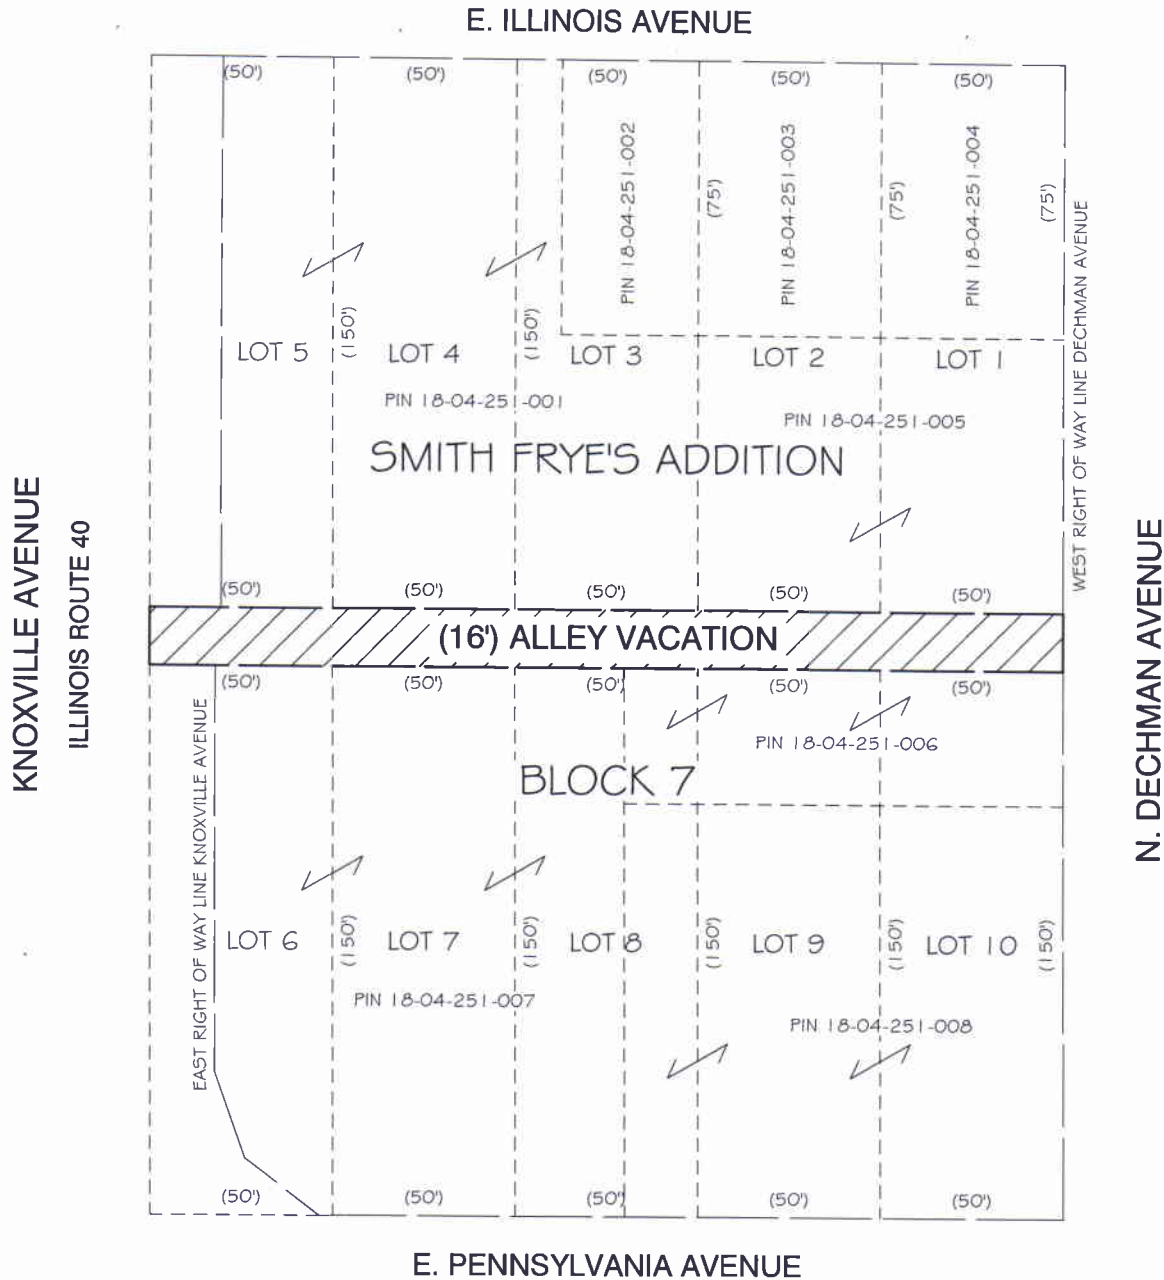 E. ILLINOIS AVENUE
(50') (50') (50') (50') (50')
PIN 18-04-251-002
(75')
PIN 18-04-251-003
(75')
PIN 18-04-251-004
(75')
WEST RIGHT OF WAY LINE DECHMAN AVENUE
(150')
(150')
LOT 5 LOT 4 LOT 3 LOT 2 LOT 1
PIN 18-04-251-001
PIN 18-04-251-005
SMITH FRYE'S ADDITION
KNOXVILLE AVENUE
ILLINOIS ROUTE 40
N. DECHMAN AVENUE
(50') (50') (50') (50') (50')
(16') ALLEY VACATION
(50') (50') (50') (50') (50')
PIN 18-04-251-006
BLOCK 7
EAST RIGHT OF WAY LINE KNOXVILLE AVENUE
LOT 6 LOT 7 LOT 8 LOT 9 LOT 10
(150')
(150')
(150')
(150')
(150')
PIN 18-04-251-007
PIN 18-04-251-008
(50') (50') (50') (50') (50')
E. PENNSYLVANIA AVENUE